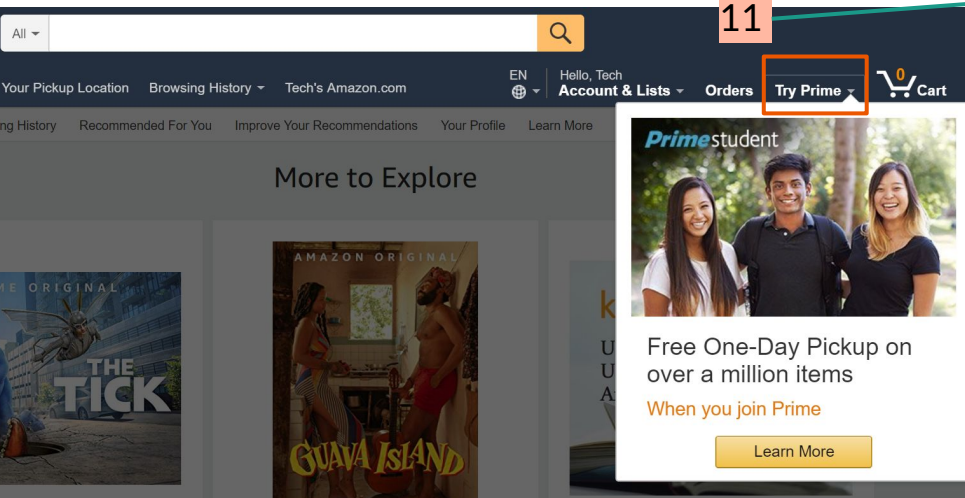 11
All
EN
Hello, Tech
0
Your Pickup Location Browsing History Tech's Amazon.com Account & Lists Orders Try Prime Cart
ng History Recommended For You Improve Your Recommendations Your Profile Learn More
Primestudent
More to Explore
ME ORIGINAL
THE
TICK
AMAZON ORIGINAL
GUAVA ISLAND
k
U
U
A
Free One-Day Pickup on
over a million items
When you join Prime
Learn More